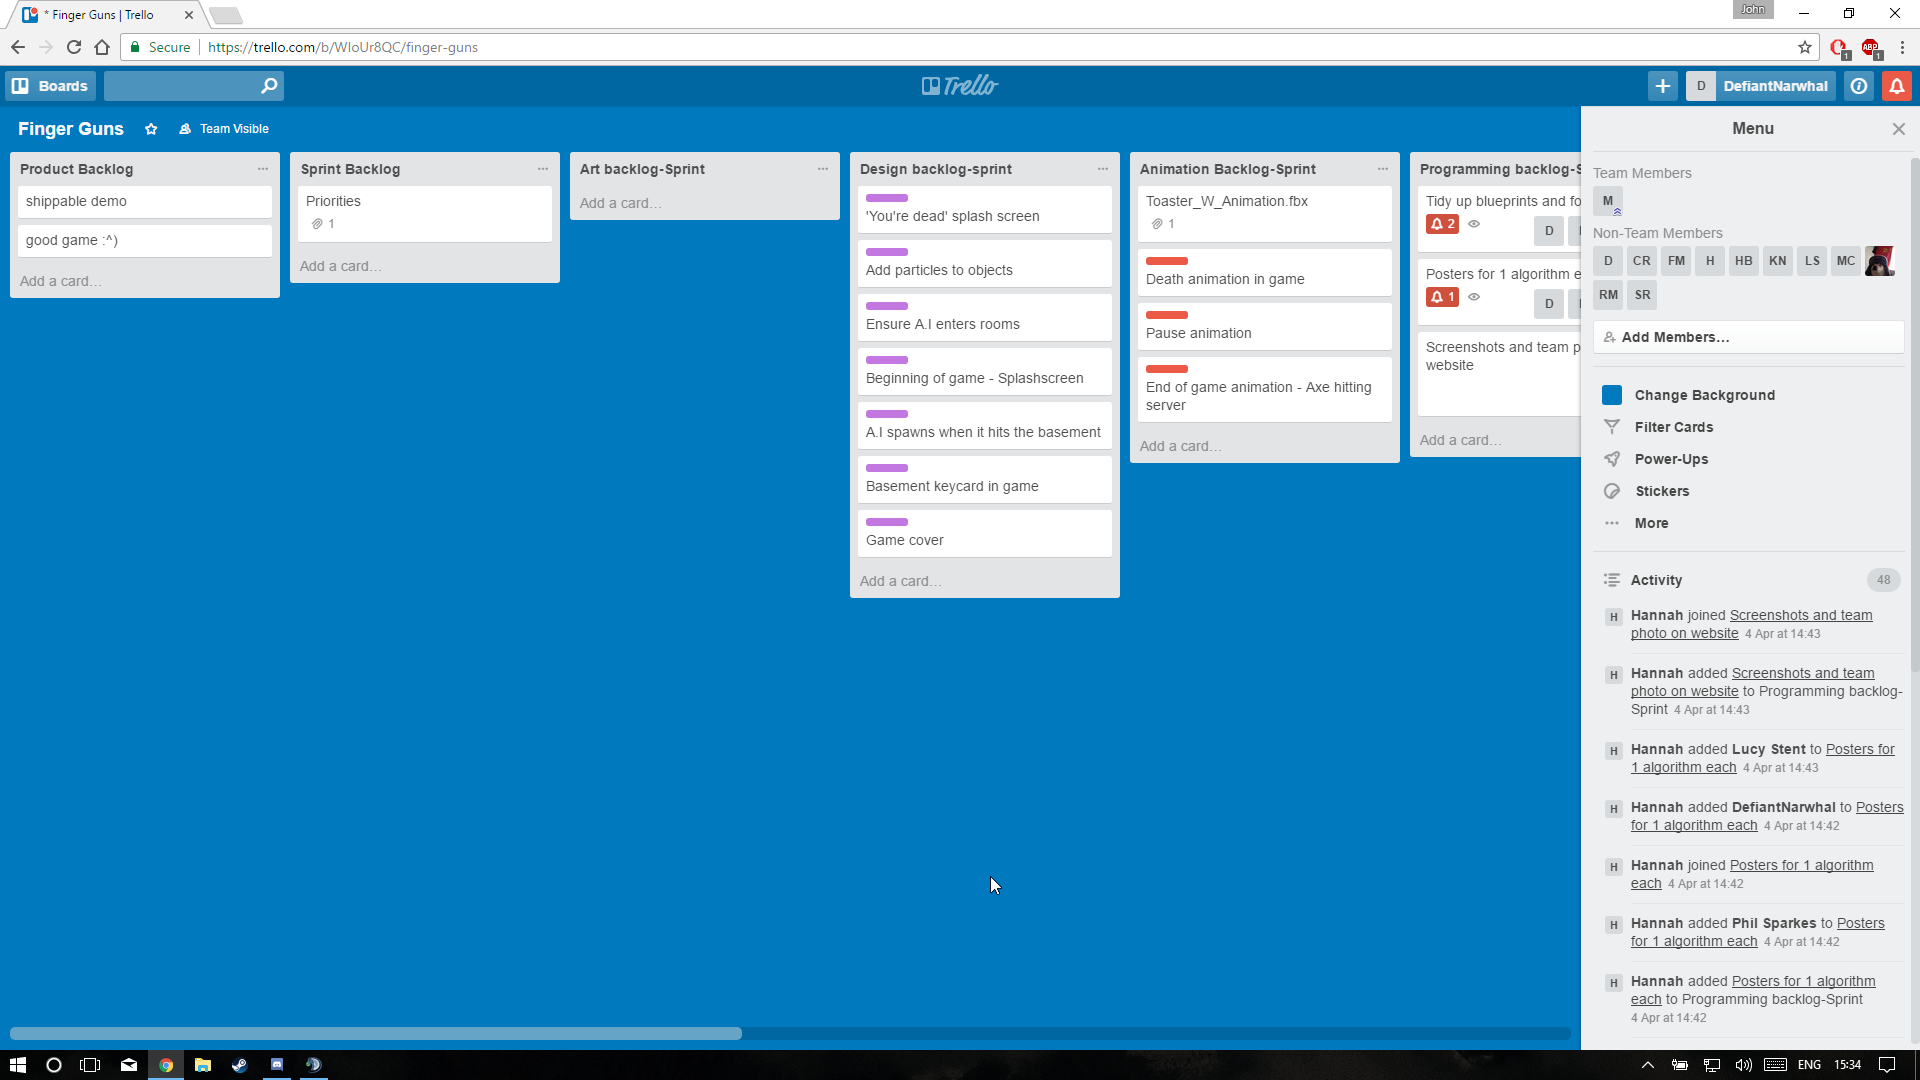 * Finger Guns | Trello
John
Secure
https://trello.com/b/WIoUr8QC/finger-guns
1
ABP
1
Boards
Trello
D
DefiantNarwhal
Finger Guns
Team Visible
Product Backlog
shippable demo
good game :^)
Add a card…
Sprint Backlog
Priorities
1
Add a card…
Art backlog-Sprint
Add a card…
Design backlog-sprint
'You're dead' splash screen
Add particles to objects
Ensure A.I enters rooms
Beginning of game - Splashscreen
A.I spawns when it hits the basement
Basement keycard in game
Game cover
Add a card…
Animation Backlog-Sprint
Toaster_W_Animation.fbx
1
Death animation in game
Pause animation
End of game animation - Axe hitting
server
Add a card…
Programming backlog-S
Tidy up blueprints and fo
2
D
Posters for 1 algorithm e
1
D
Screenshots and team p
website
Add a card…
Menu
Team Members
M
Non-Team Members
D CR FM H HB KN LS MC
RM SR
Add Members…
Change Background
Filter Cards
Power-Ups
Stickers
More
Activity
48
H
Hannah joined Screenshots and team
photo on website 4 Apr at 14:43
H
Hannah added Screenshots and team
photo on website to Programming backlog-
Sprint 4 Apr at 14:43
H
Hannah added Lucy Stent to Posters for
1 algorithm each 4 Apr at 14:43
H
Hannah added DefiantNarwhal to Posters
for 1 algorithm each 4 Apr at 14:42
H
Hannah joined Posters for 1 algorithm
each 4 Apr at 14:42
H
Hannah added Phil Sparkes to Posters
for 1 algorithm each 4 Apr at 14:42
H
Hannah added Posters for 1 algorithm
each to Programming backlog-Sprint
4 Apr at 14:42
ENG
15:34